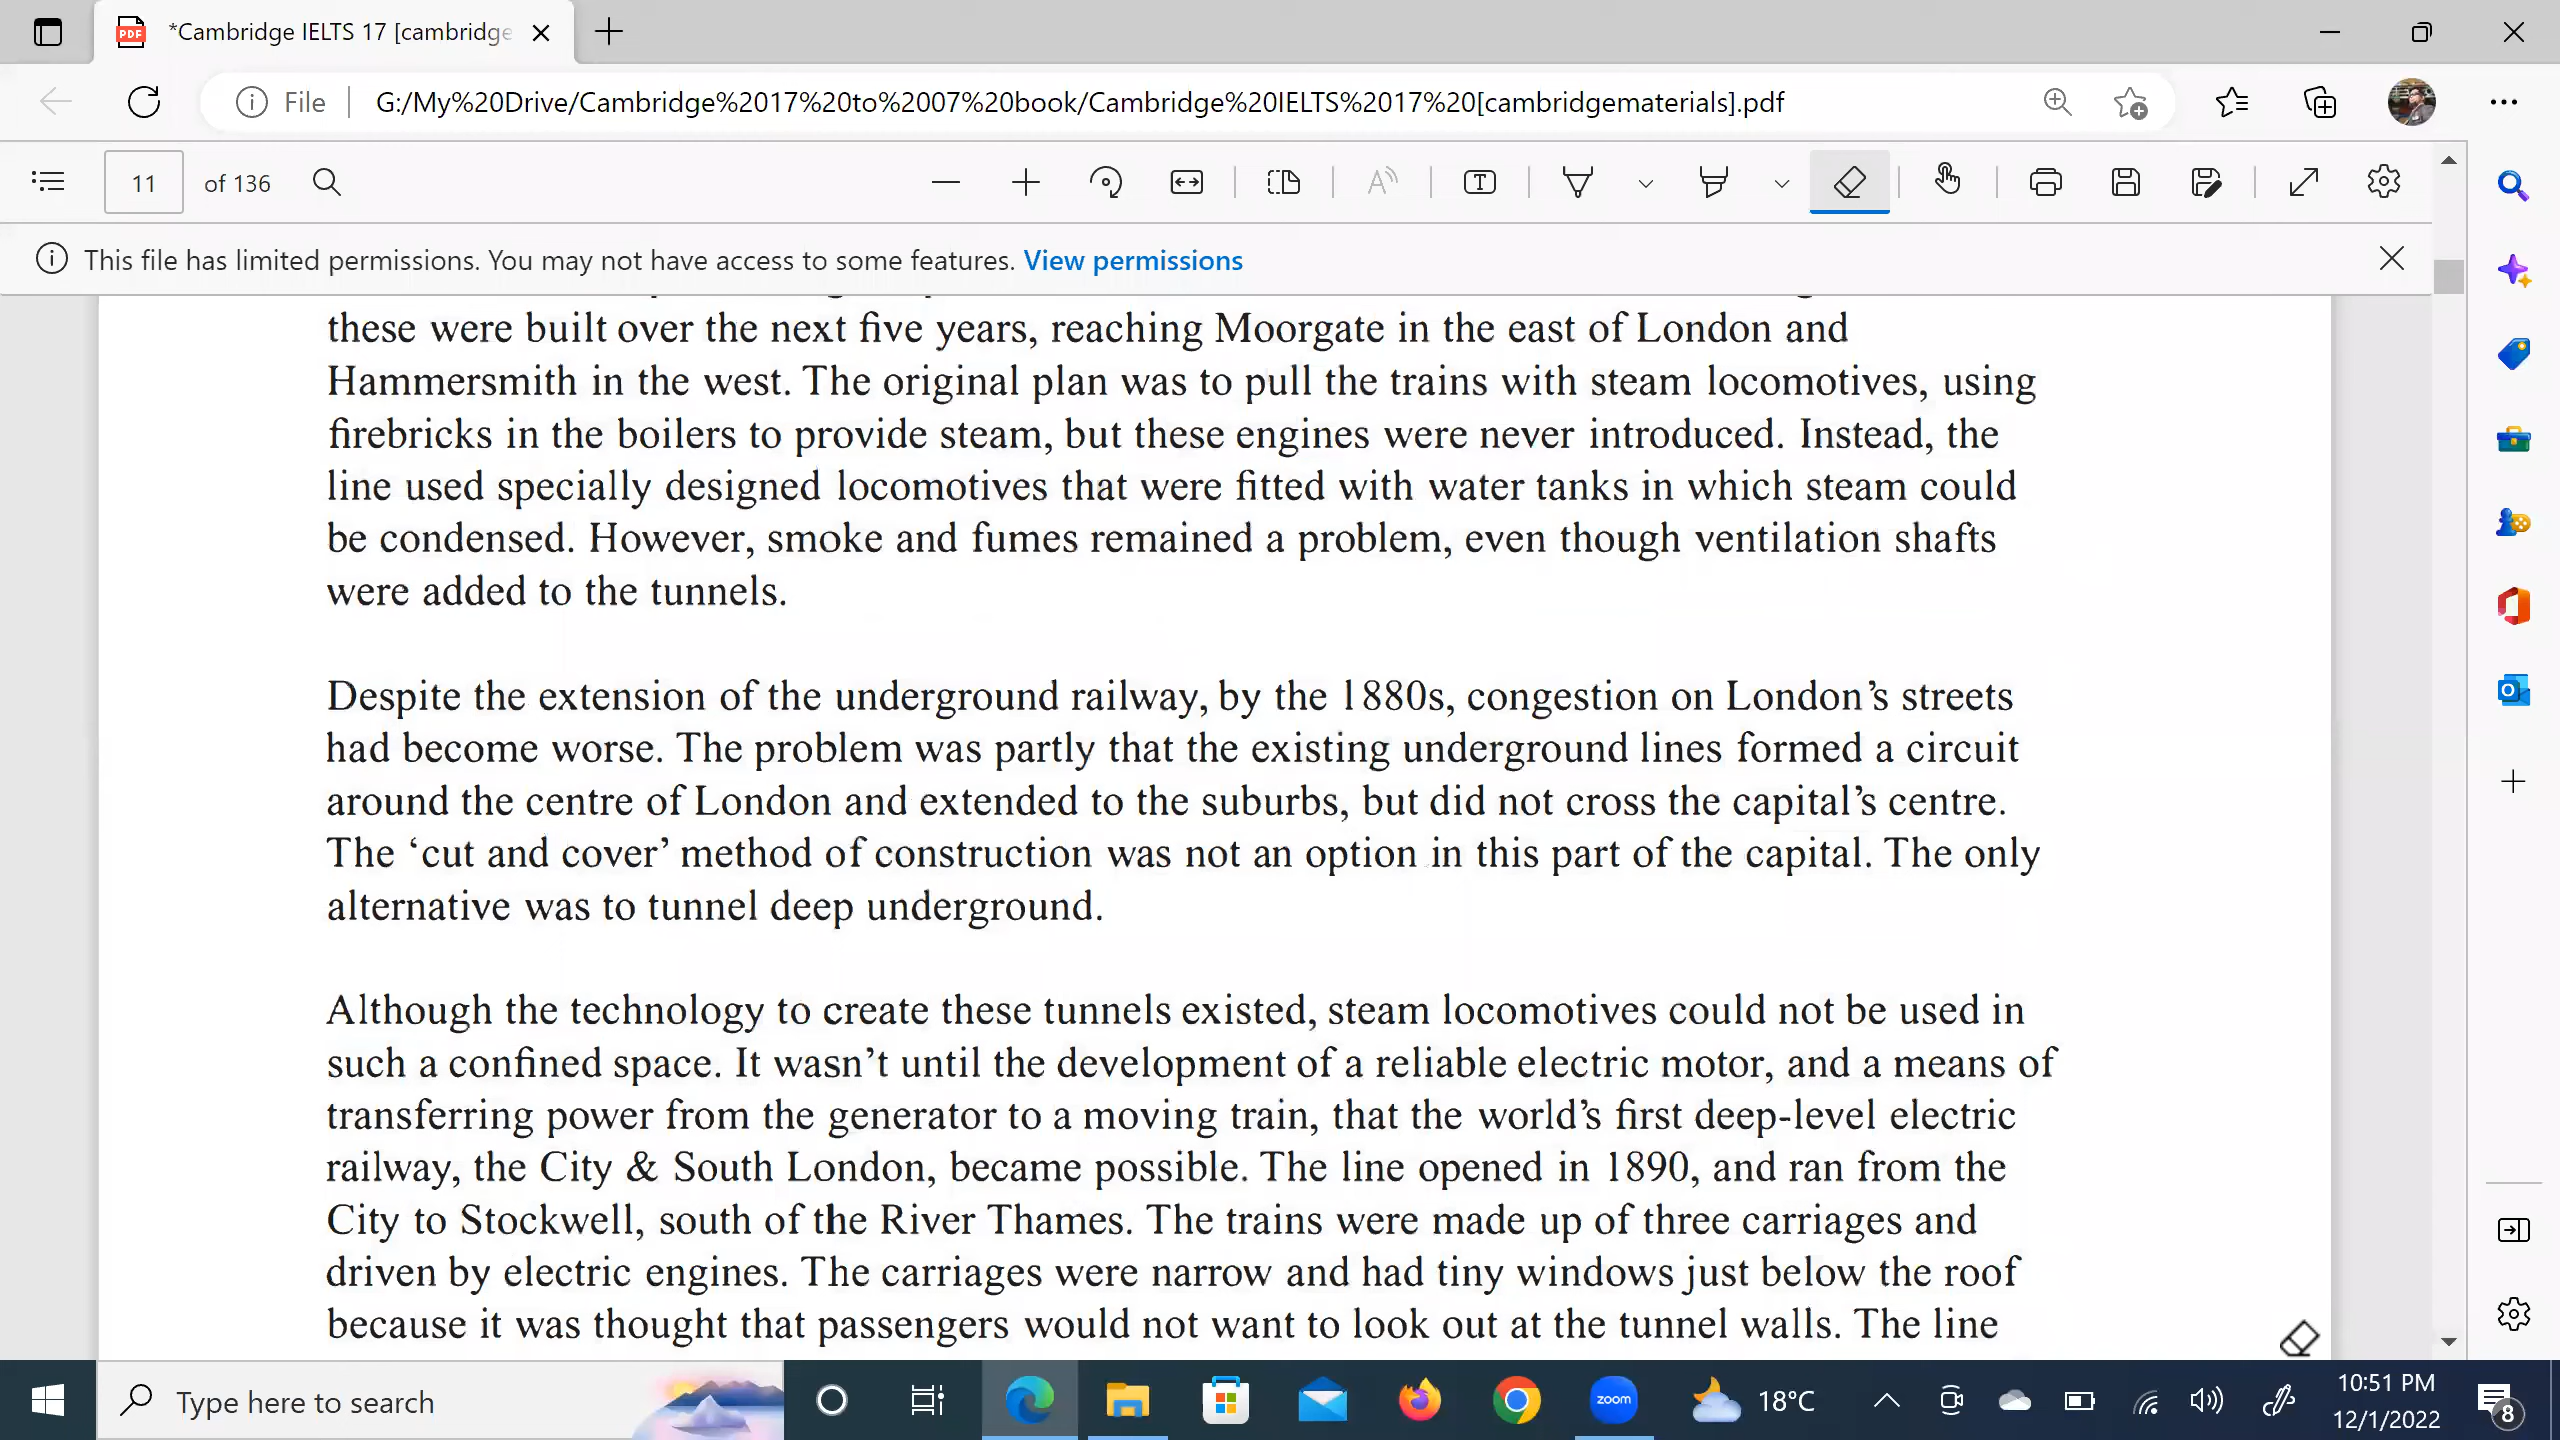 *Cambridge IELTS 17 [cambridge
File
G:/My%20Drive/Cambridge%2017%20to%2007%20book/Cambridge%20IELTS%2017%20[cambridgematerials].pdf
11 of 136
This file has limited permissions. You may not have access to some features. View permissions
these were built over the next five years, reaching Moorgate in the east of London and
Hammersmith in the west. The original plan was to pull the trains with steam locomotives, using
firebricks in the boilers to provide steam, but these engines were never introduced. Instead, the
line used specially designed locomotives that were fitted with water tanks in which steam could
be condensed. However, smoke and fumes remained a problem, even though ventilation shafts
were added to the tunnels.
Despite the extension of the underground railway, by the 1880s, congestion on London’s streets
had become worse. The problem was partly that the existing underground lines formed a circuit
around the centre of London and extended to the suburbs, but did not cross the capital’s centre.
The ‘cut and cover’ method of construction was not an option in this part of the capital. The only
alternative was to tunnel deep underground.
Although the technology to create these tunnels existed, steam locomotives could not be used in
such a confined space. It wasn’t until the development of a reliable electric motor, and a means of
transferring power from the generator to a moving train, that the world’s first deep-level electric
railway, the City & South London, became possible. The line opened in 1890, and ran from the
City to Stockwell, south of the River Thames. The trains were made up of three carriages and
driven by electric engines. The carriages were narrow and had tiny windows just below the roof
because it was thought that passengers would not want to look out at the tunnel walls. The line
Type here to search
zoom
18°C
10:51 PM
12/1/2022
8